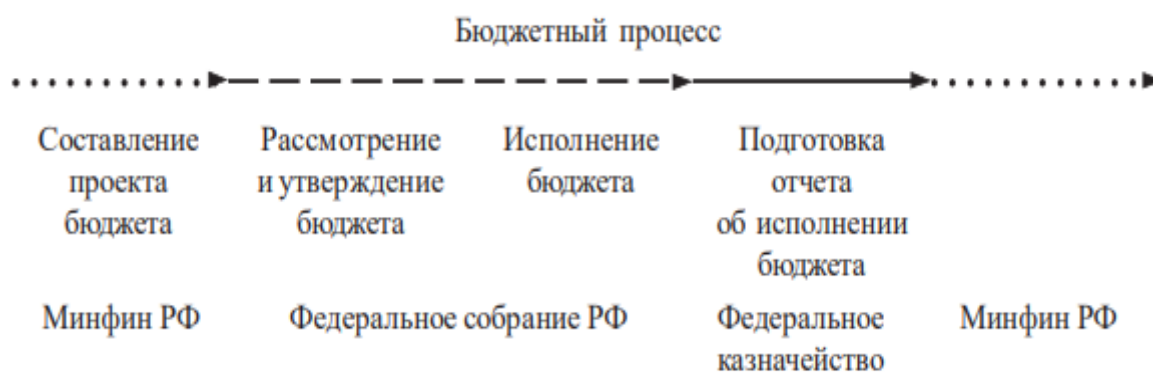 Бюджетный процесс
Составление проекта бюджета
Рассмотрение и утверждение бюджета
Исполнение бюджета
Подготовка отчета об исполнении бюджета
Минфин РФ
Федеральное собрание РФ
Федеральное казначейство
Минфин РФ